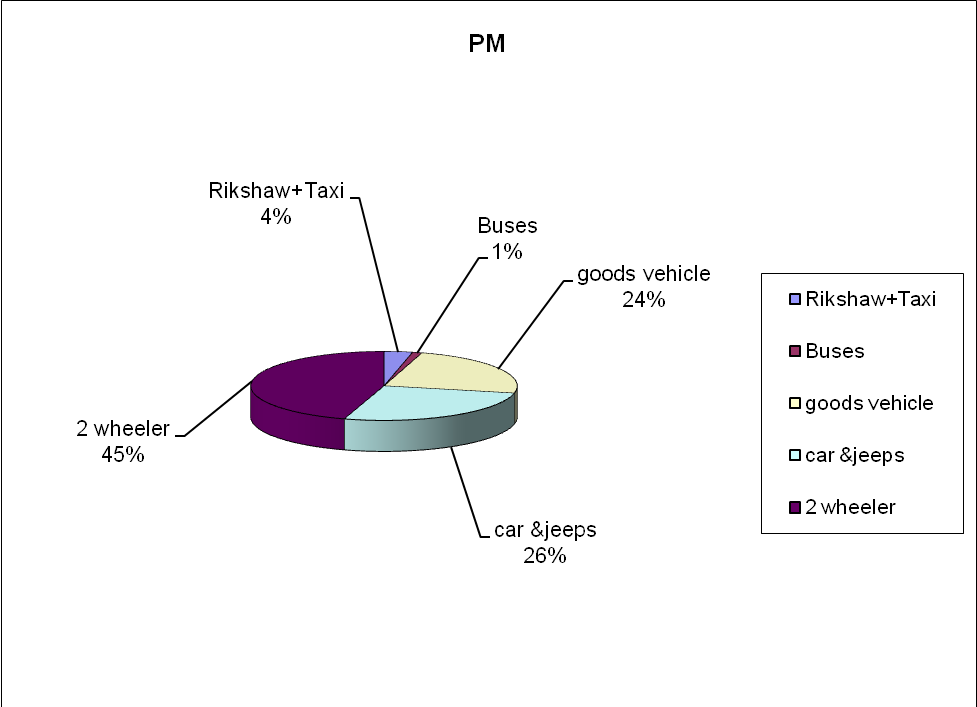 PM
Rikshaw+Taxi
4%
Buses
1%
goods vehicle
24%
2 wheeler
45%
car &jeeps
26%
Rikshaw+Taxi
Buses
goods vehicle
car &jeeps
2 wheeler